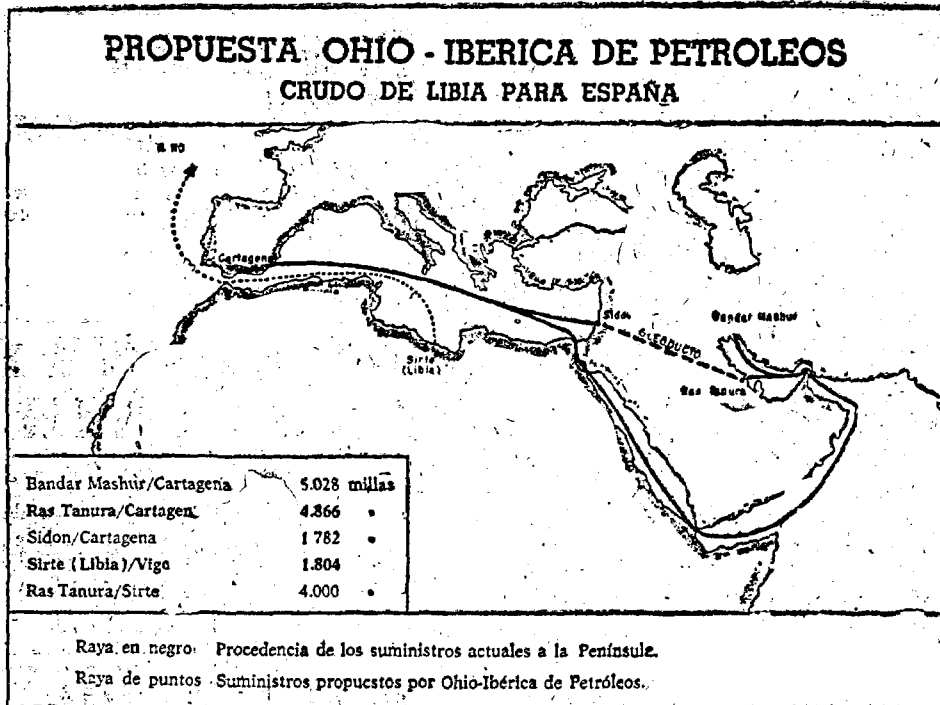 PROPUESTA OHIO - IBERICA DE PETROLEOS
CRUDO DE LIBIA PARA ESPAÑA
Cartagena
Sidon
Bandar Mashur
OLEODUCTO
Ras Tanura
Sirte
(Libia)
Bandar Mashur/Cartagena 5.028 millas
Ras Tanura/Cartagen 4.866 •
Sidon/Cartagena 1 782 •
Sirte (Libia)/Vigo 1.804
Ras Tanura/Sirte 4.000 •
Raya en negro: Procedencia de los suministros actuales a la Península.
Raya de puntos Suministros propuestos por Ohio-Ibérica de Petróleos.